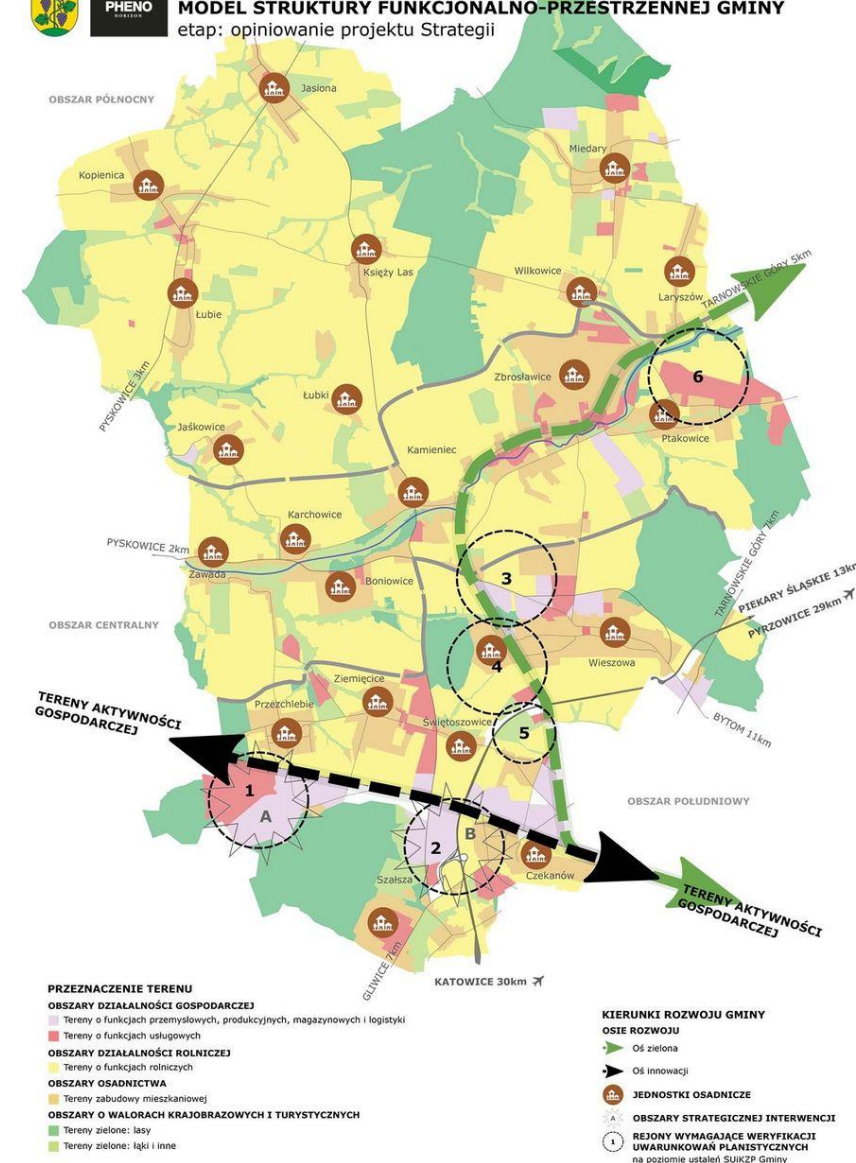 PHENO
HORIZON
MODEL STRUKTURY FUNKCJONALNO-PRZESTRZENNEJ GMINY
etap: opiniowanie projektu Strategii
OBSZAR PÓŁNOCNY
Jasiona
Miedary
Kopienica
Księży Las
Wilkowice
Laryszów
TARNOWSKIE GÓRY 5km
Łubie
PYSKOWICE 3km
Zbrosławice
6
Łubki
Ptakowice
Jaśkowice
Kamieniec
Karchowice
PYSKOWICE 2km
Zawada
Boniowice
3
TARNOWSKIE GÓRY 7km
PIEKARY ŚLĄSKIE 13km
PYRZOWICE 29km
OBSZAR CENTRALNY
4
Wieszowa
Ziemięcice
Przezchlebie
Świętoszowice
5
BYTOM 11km
TERENY AKTYWNOŚCI
GOSPODARCZEJ
1
A
OBSZAR POŁUDNIOWY
B
2
Szałsza
Czekanów
TERENY AKTYWNOŚCI
GOSPODARCZEJ
GLIWICE 7km
KATOWICE 30km
PRZEZNACZENIE TERENU
OBSZARY DZIAŁALNOŚCI GOSPODARCZEJ
Tereny o funkcjach przemysłowych, produkcyjnych, magazynowych i logistyki
Tereny o funkcjach usługowych
OBSZARY DZIAŁALNOŚCI ROLNICZEJ
Tereny o funkcjach rolniczych
OBSZARY OSADNICTWA
Tereny zabudowy mieszkaniowej
OBSZARY O WALORACH KRAJOBRAZOWYCH I TURYSTYCZNYCH
Tereny zielone: lasy
Tereny zielone: łąki i inne
KIERUNKI ROZWOJU GMINY
OSIE ROZWOJU
Oś zielona
Oś innowacji
JEDNOSTKI OSADNICZE
A OBSZARY STRATEGICZNEJ INTERWENCJI
1 REJONY WYMAGAJĄCE WERYFIKACJI
UWARUNKOWAŃ PLANISTYCZNYCH
na poziomie ustaleń SUiKZP Gminy